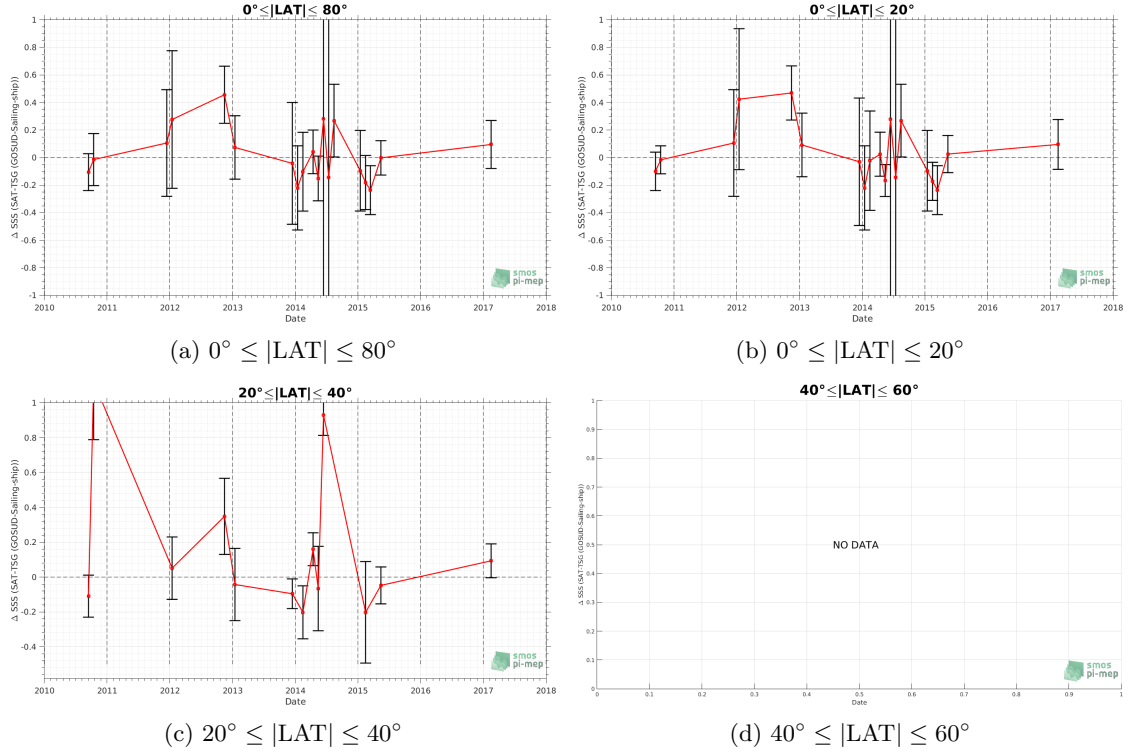 0°≤|LAT|≤ 80°
Δ SSS (SAT-TSG (GOSUD-Sailing-ship))
1
0.8
0.6
0.4
0.2
0
-0.2
-0.4
-0.6
-0.8
-1
2010 2011 2012 2013 2014 2015 2016 2017 2018
Date
smos
pi-mep
(a) 0° ≤ |LAT| ≤ 80°
0°≤|LAT|≤ 20°
Δ SSS (SAT-TSG (GOSUD-Sailing-ship))
1
0.8
0.6
0.4
0.2
0
-0.2
-0.4
-0.6
-0.8
-1
2010 2011 2012 2013 2014 2015 2016 2017 2018
Date
smos
pi-mep
(b) 0° ≤ |LAT| ≤ 20°
20°≤|LAT|≤ 40°
Δ SSS (SAT-TSG (GOSUD-Sailing-ship))
1
0.8
0.6
0.4
0.2
0
-0.2
-0.4
2010 2011 2012 2013 2014 2015 2016 2017 2018
Date
smos
pi-mep
(c) 20° ≤ |LAT| ≤ 40°
40°≤|LAT|≤ 60°
Δ SSS (SAT-TSG (GOSUD-Sailing-ship))
1
0.9
0.8
0.7
0.6
0.5
0.4
0.3
0.2
0.1
0
NO DATA
0 0.1 0.2 0.3 0.4 0.5 0.6 0.7 0.8 0.9 1
Date
smos
pi-mep
(d) 40° ≤ |LAT| ≤ 60°